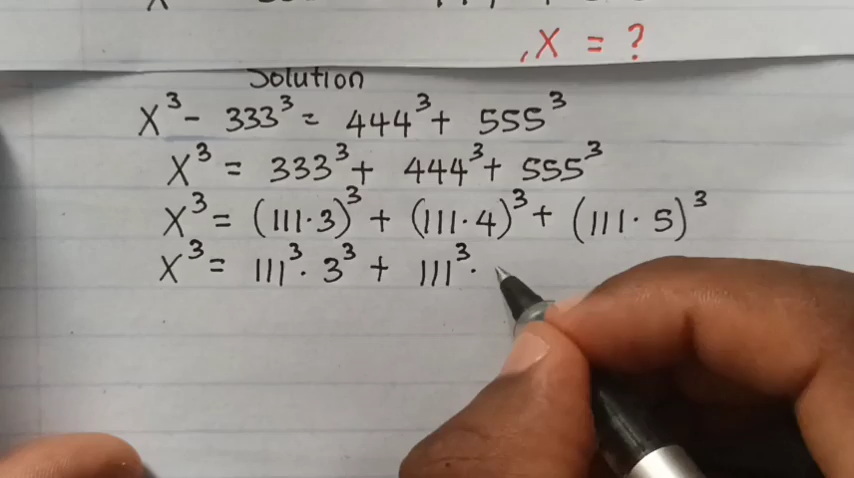 , X = ?
Solution
X³ - 333³ = 444³ + 555³
X³ = 333³ + 444³ + 555³
X³ = (111·3)³ + (111·4)³ + (111·5)³
X³ = 111³ · 3³ + 111³ ·